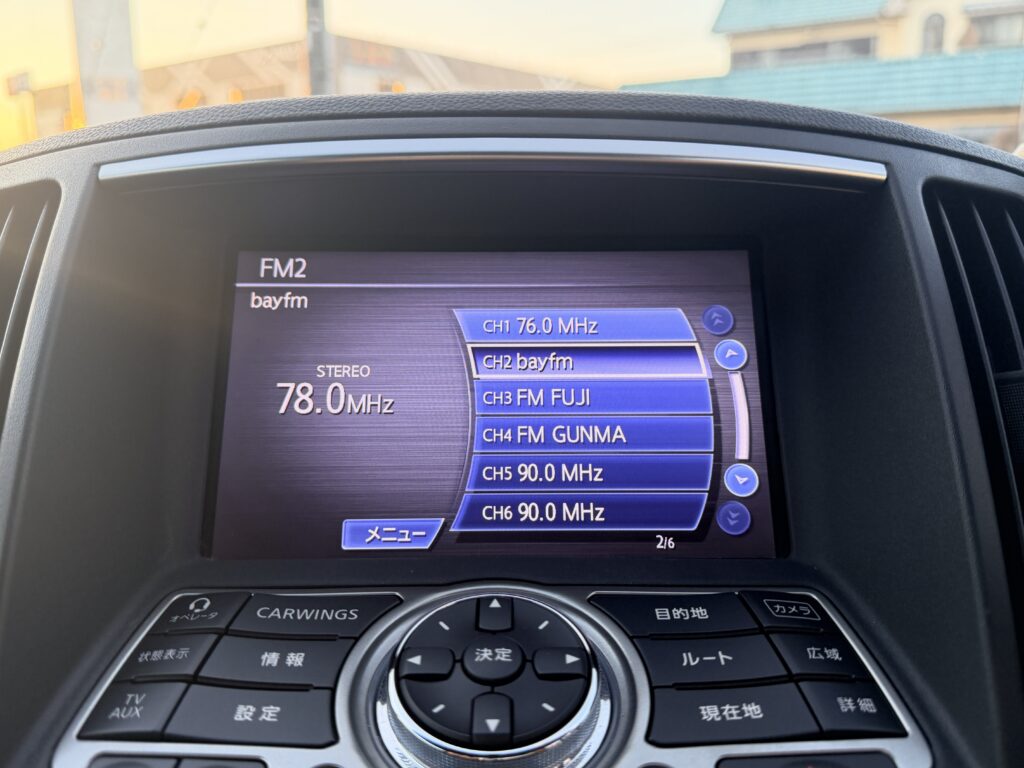 FM2
bayfm
STEREO
78.0MHz
CH1 76.0 MHz
CH2 bayfm
CH3 FM FUJI
CH4 FM GUNMA
CH5 90.0 MHz
CH6 90.0 MHz
メニュー
2/6
オペレータ
CARWINGS
状態表示
情報
TV
AUX
設定
決定
目的地
カメラ
ルート
広域
現在地
詳細